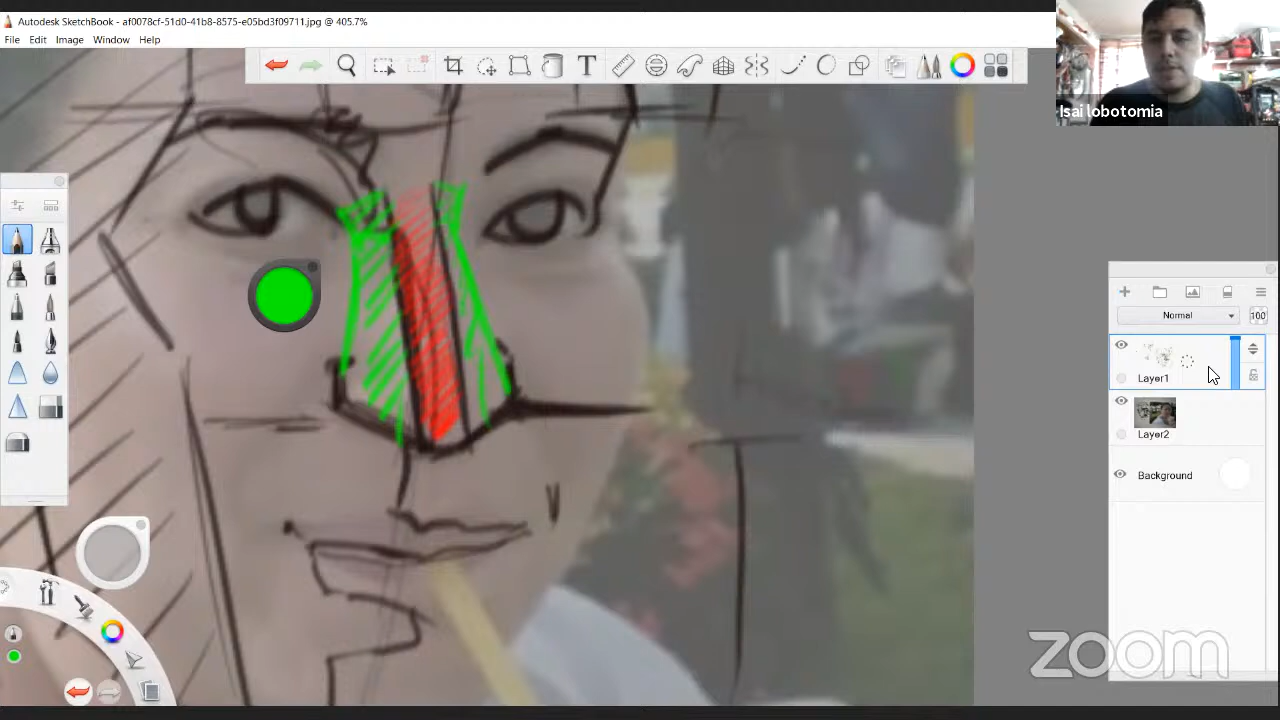 Autodesk SketchBook - af0078cf-51d0-41b8-8575-e05bd3f09711.jpg @ 405.7%
File Edit Image Window Help
T
Isai lobotomia
Normal
100
Layer1
Layer2
Background
zoom